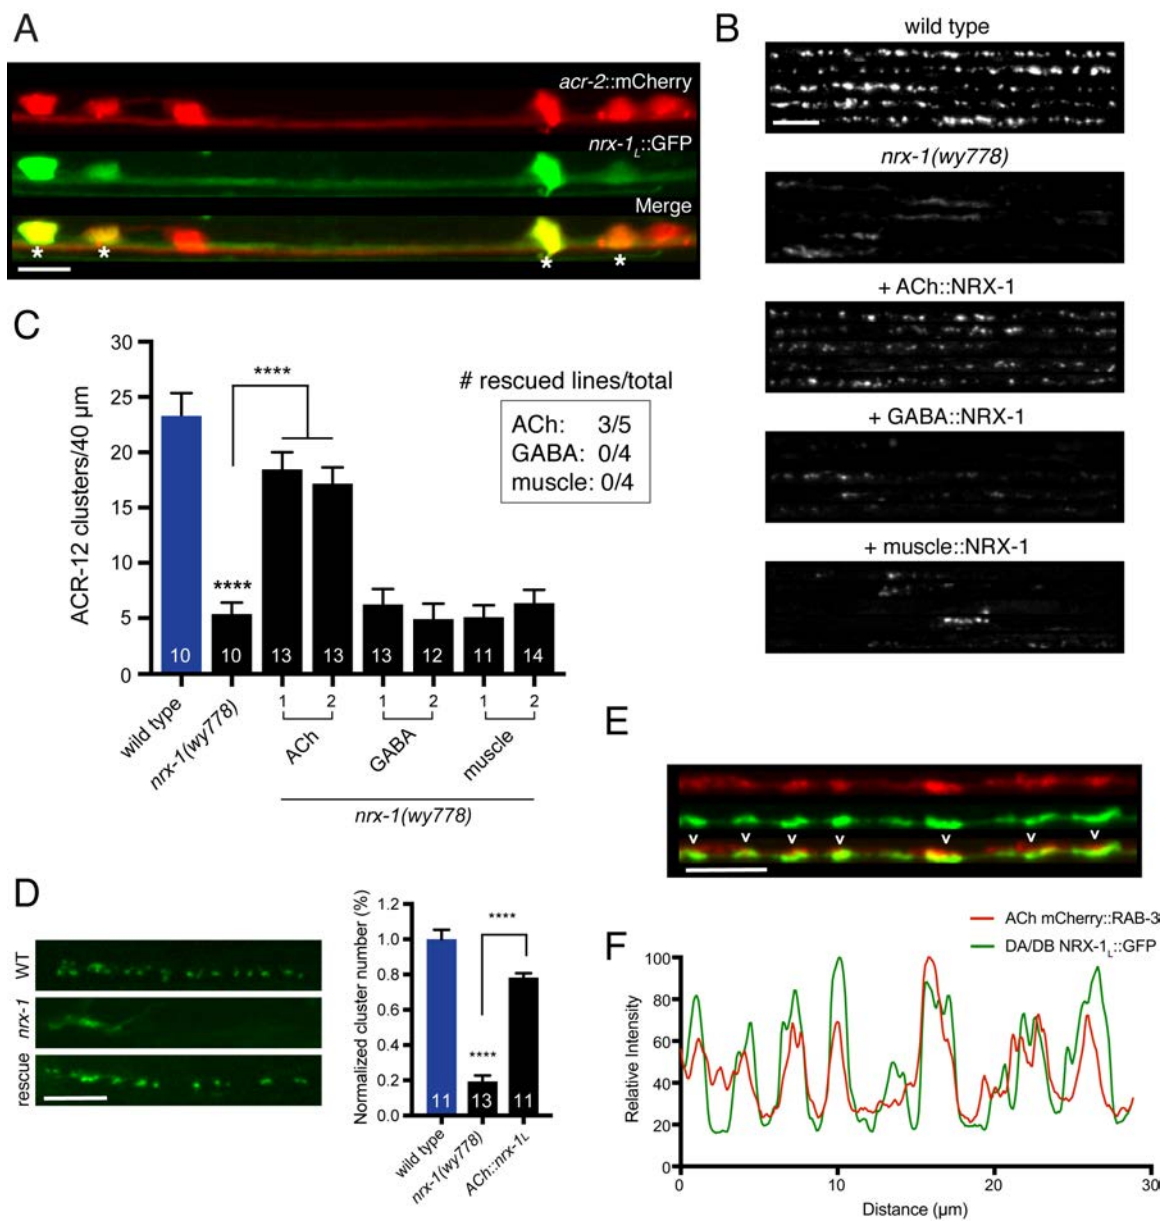 A
acr-2::mCherry
nrx-1L::GFP
Merge
* * * *
B
wild type
nrx-1(wy778)
+ ACh::NRX-1
+ GABA::NRX-1
+ muscle::NRX-1
C
ACR-12 clusters/40 µm
30
25
20
15
10
5
0
****
****
10 10 13 13 13 12 11 14
1 2 1 2 1 2
wild type
nrx-1(wy778)
ACh
GABA
muscle
nrx-1(wy778)
# rescued lines/total
ACh: 3/5
GABA: 0/4
muscle: 0/4
D
WT
nrx-1
rescue
Normalized cluster number (%)
1.2
1.0
0.8
0.6
0.4
0.2
0.0
****
****
11 13 11
wild type
nrx-1(wy778)
ACh::nrx-1L
E
v v v v v v v
F
ACh mCherry::RAB-3
DA/DB NRX-1L::GFP
Relative Intensity
100
80
60
40
20
0
0 10 20 30
Distance (µm)